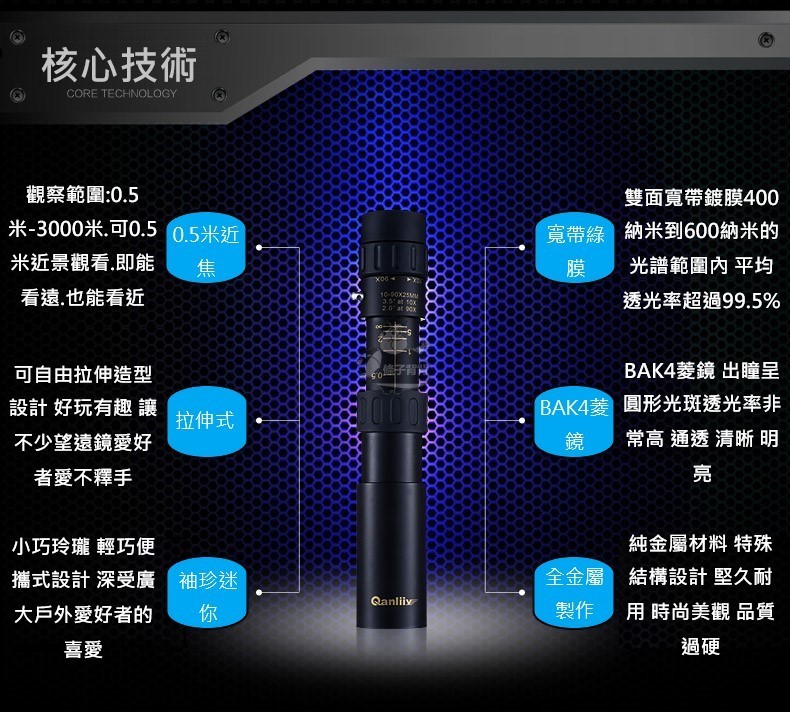 核心技術
CORE TECHNOLOGY
觀察範圍:0.5
米-3000米.可0.5
米近景觀看.即能
看遠.也能看近
0.5米近
焦
可自由拉伸造型
設計 好玩有趣 讓
不少望遠鏡愛好
者愛不釋手
拉伸式
小巧玲瓏 輕巧便
攜式設計 深受廣
大戶外愛好者的
喜愛
袖珍迷
你
10-90X25MM
3.5° at 10X
2.6° at 90X
∞
5
2
1
0.5
Qanliiy
寬帶綠
膜
雙面寬帶鍍膜400
納米到600納米的
光譜範圍內 平均
透光率超過99.5%
BAK4菱
鏡
BAK4菱鏡 出瞳呈
圓形光斑透光率非
常高 通透 清晰 明
亮
全金屬
製作
純金屬材料 特殊
結構設計 堅久耐
用 時尚美觀 品質
過硬